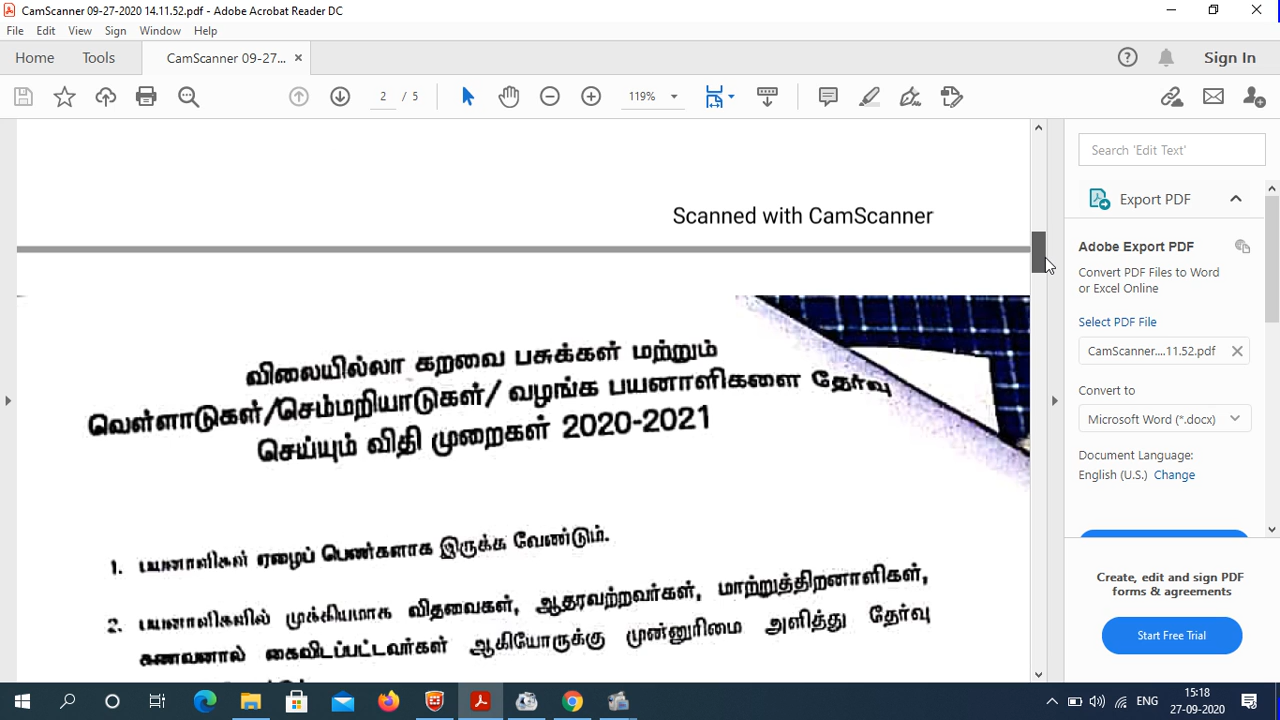 CamScanner 09-27-2020 14.11.52.pdf - Adobe Acrobat Reader DC
File Edit View Sign Window Help
Home Tools CamScanner 09-27... × Sign In
2 / 5 119%
Search 'Edit Text'
Export PDF
Adobe Export PDF
Convert PDF Files to Word
or Excel Online
Select PDF File
CamScanner....11.52.pdf
Convert to
Microsoft Word (*.docx)
Document Language:
English (U.S.) Change
Create, edit and sign PDF
forms & agreements
Start Free Trial
Scanned with CamScanner
விலையில்லா கறவை பசுக்கள் மற்றும்
வெள்ளாடுகள்/செம்மறியாடுகள்/ வழங்க பயனாளிகளை தேர்வு
செய்யும் விதி முறைகள் 2020-2021
1. பயனாளிகள் ஏழைப் பெண்களாக இருக்க வேண்டும்.
2. பயனாளிகளில் முக்கியமாக விதவைகள், ஆதரவற்றவர்கள், மாற்றுத்திறனாளிகள்,
கணவனால் கைவிடப்பட்டவர்கள் ஆகியோருக்கு முன்னுரிமை அளித்து தேர்வு
ENG 15:18
27-09-2020